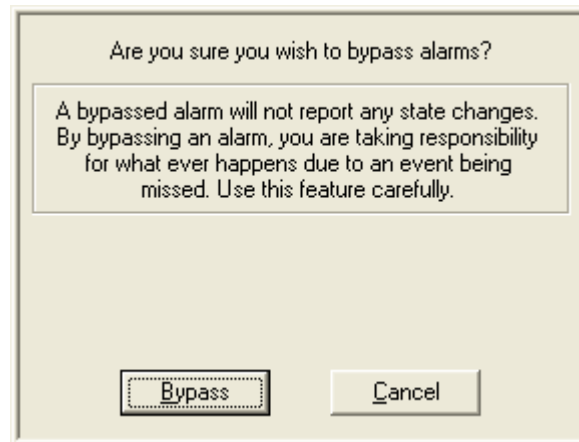 Are you sure you wish to bypass alarms?
A bypassed alarm will not report any state changes.
By bypassing an alarm, you are taking responsibility
for what ever happens due to an event being
missed. Use this feature carefully.
Bypass
Cancel